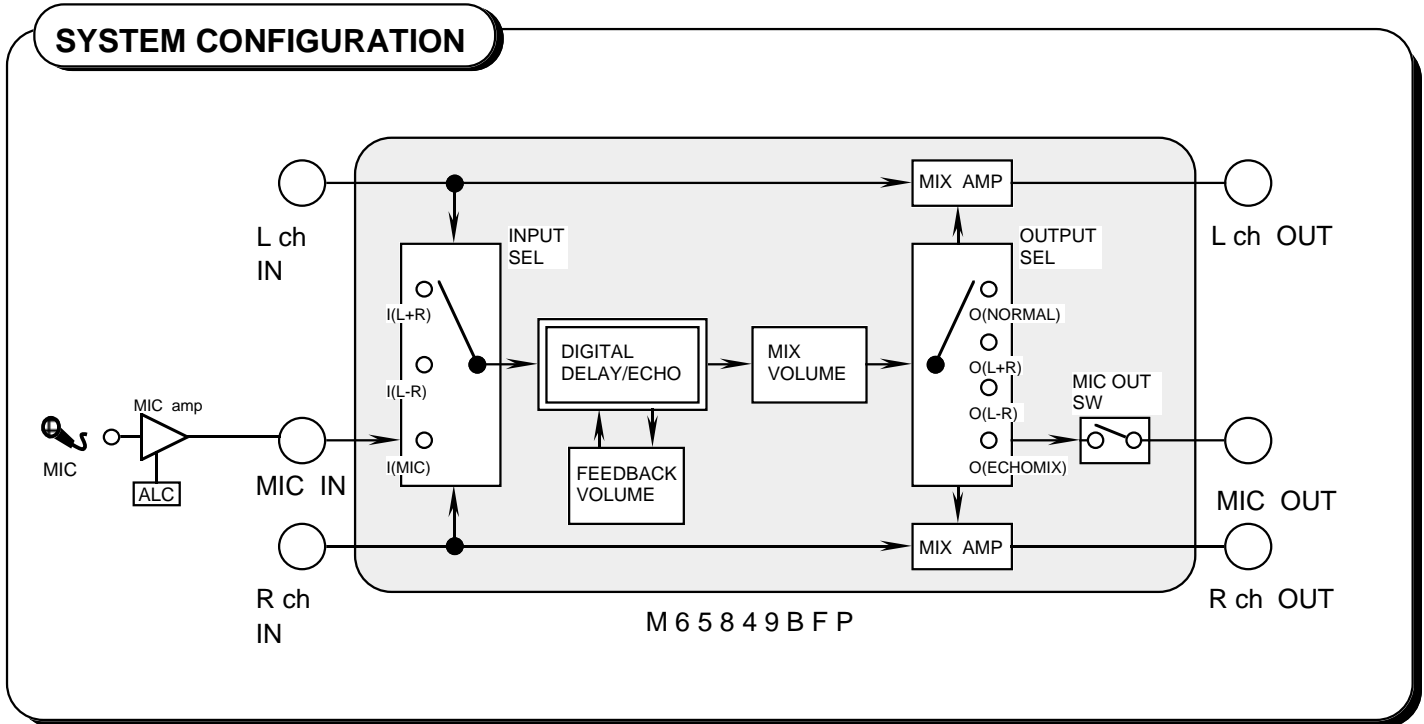 SYSTEM CONFIGURATION
MIX AMP
L ch
IN
INPUT
SEL
OUTPUT
SEL
L ch OUT
I(L+R)
O(NORMAL)
DIGITAL
DELAY/ECHO
MIX
VOLUME
I(L-R)
O(L+R)
MIC OUT
SW
O(L-R)
MIC amp
MIC
ALC
MIC IN
I(MIC)
FEEDBACK
VOLUME
O(ECHOMIX)
MIC OUT
MIX AMP
R ch
IN
R ch OUT
M65849BFP